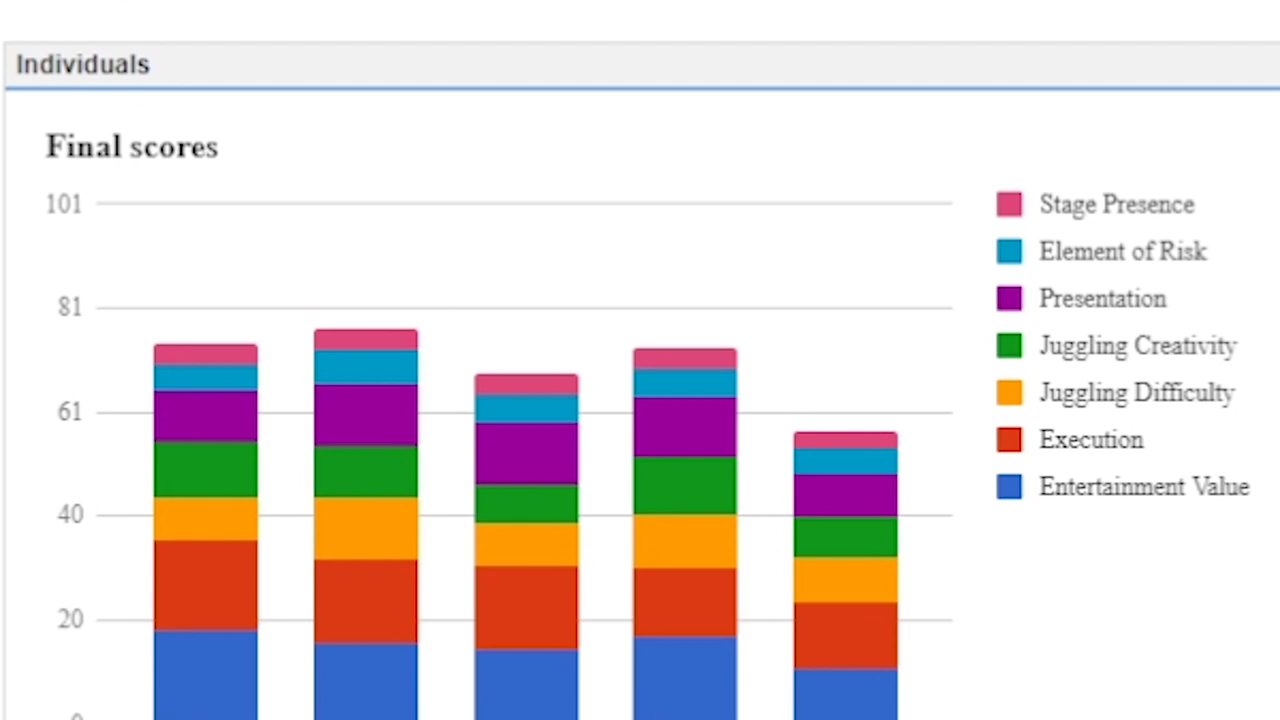 Individuals
Final scores
101
81
61
40
20
Stage Presence
Element of Risk
Presentation
Juggling Creativity
Juggling Difficulty
Execution
Entertainment Value